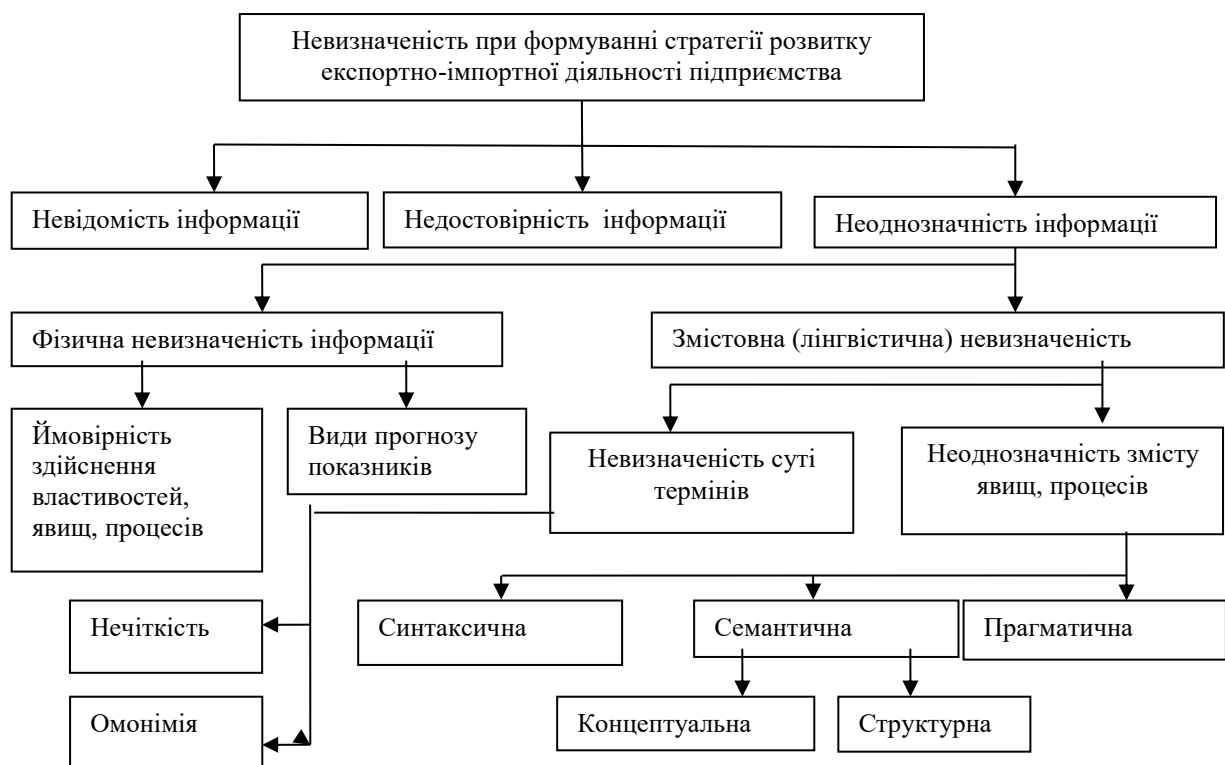 Невизначеність при формуванні стратегії розвитку
експортно-імпортної діяльності підприємства
Невідомість інформації
Недостовірність інформації
Неоднозначність інформації
Фізична невизначеність інформації
Змістовна (лінгвістична) невизначеність
Ймовірність
здійснення
властивостей,
явищ, процесів
Види прогнозу
показників
Невизначеність суті
термінів
Неоднозначність змісту
явищ, процесів
Нечіткість
Синтаксична
Семантична
Прагматична
Омонімія
Концептуальна
Структурна